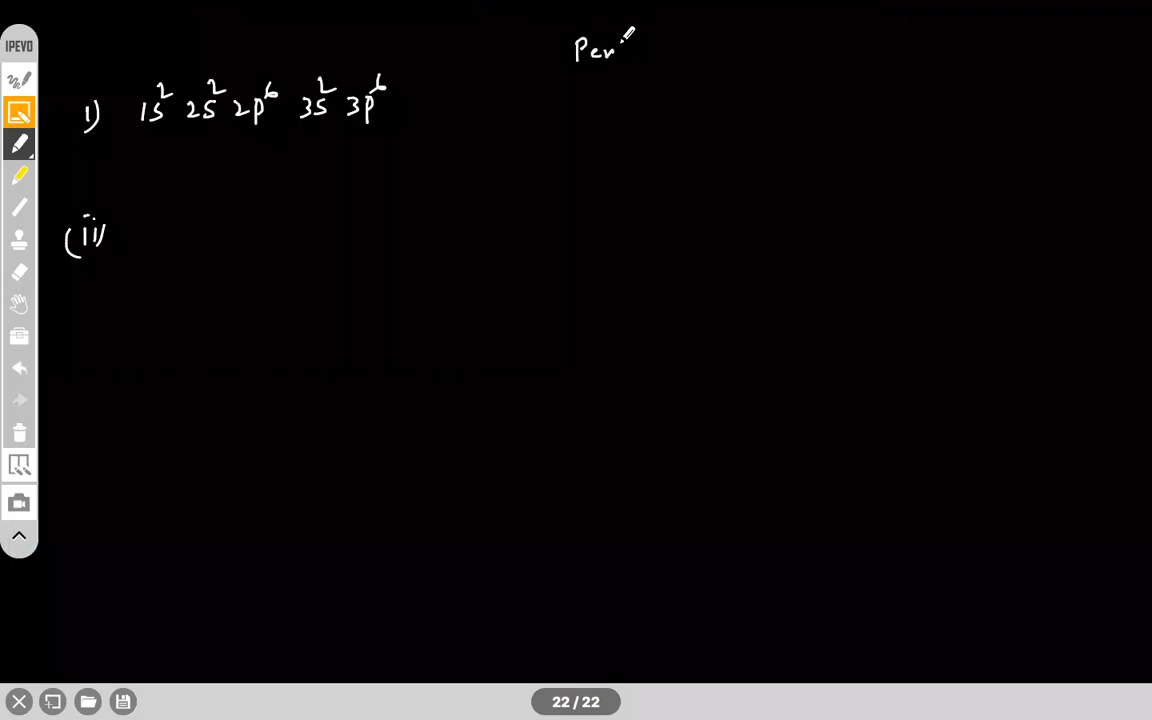 IPEVO
Per
1) 1s² 2s² 2p⁶ 3s² 3p⁶
(ii)
22 / 22